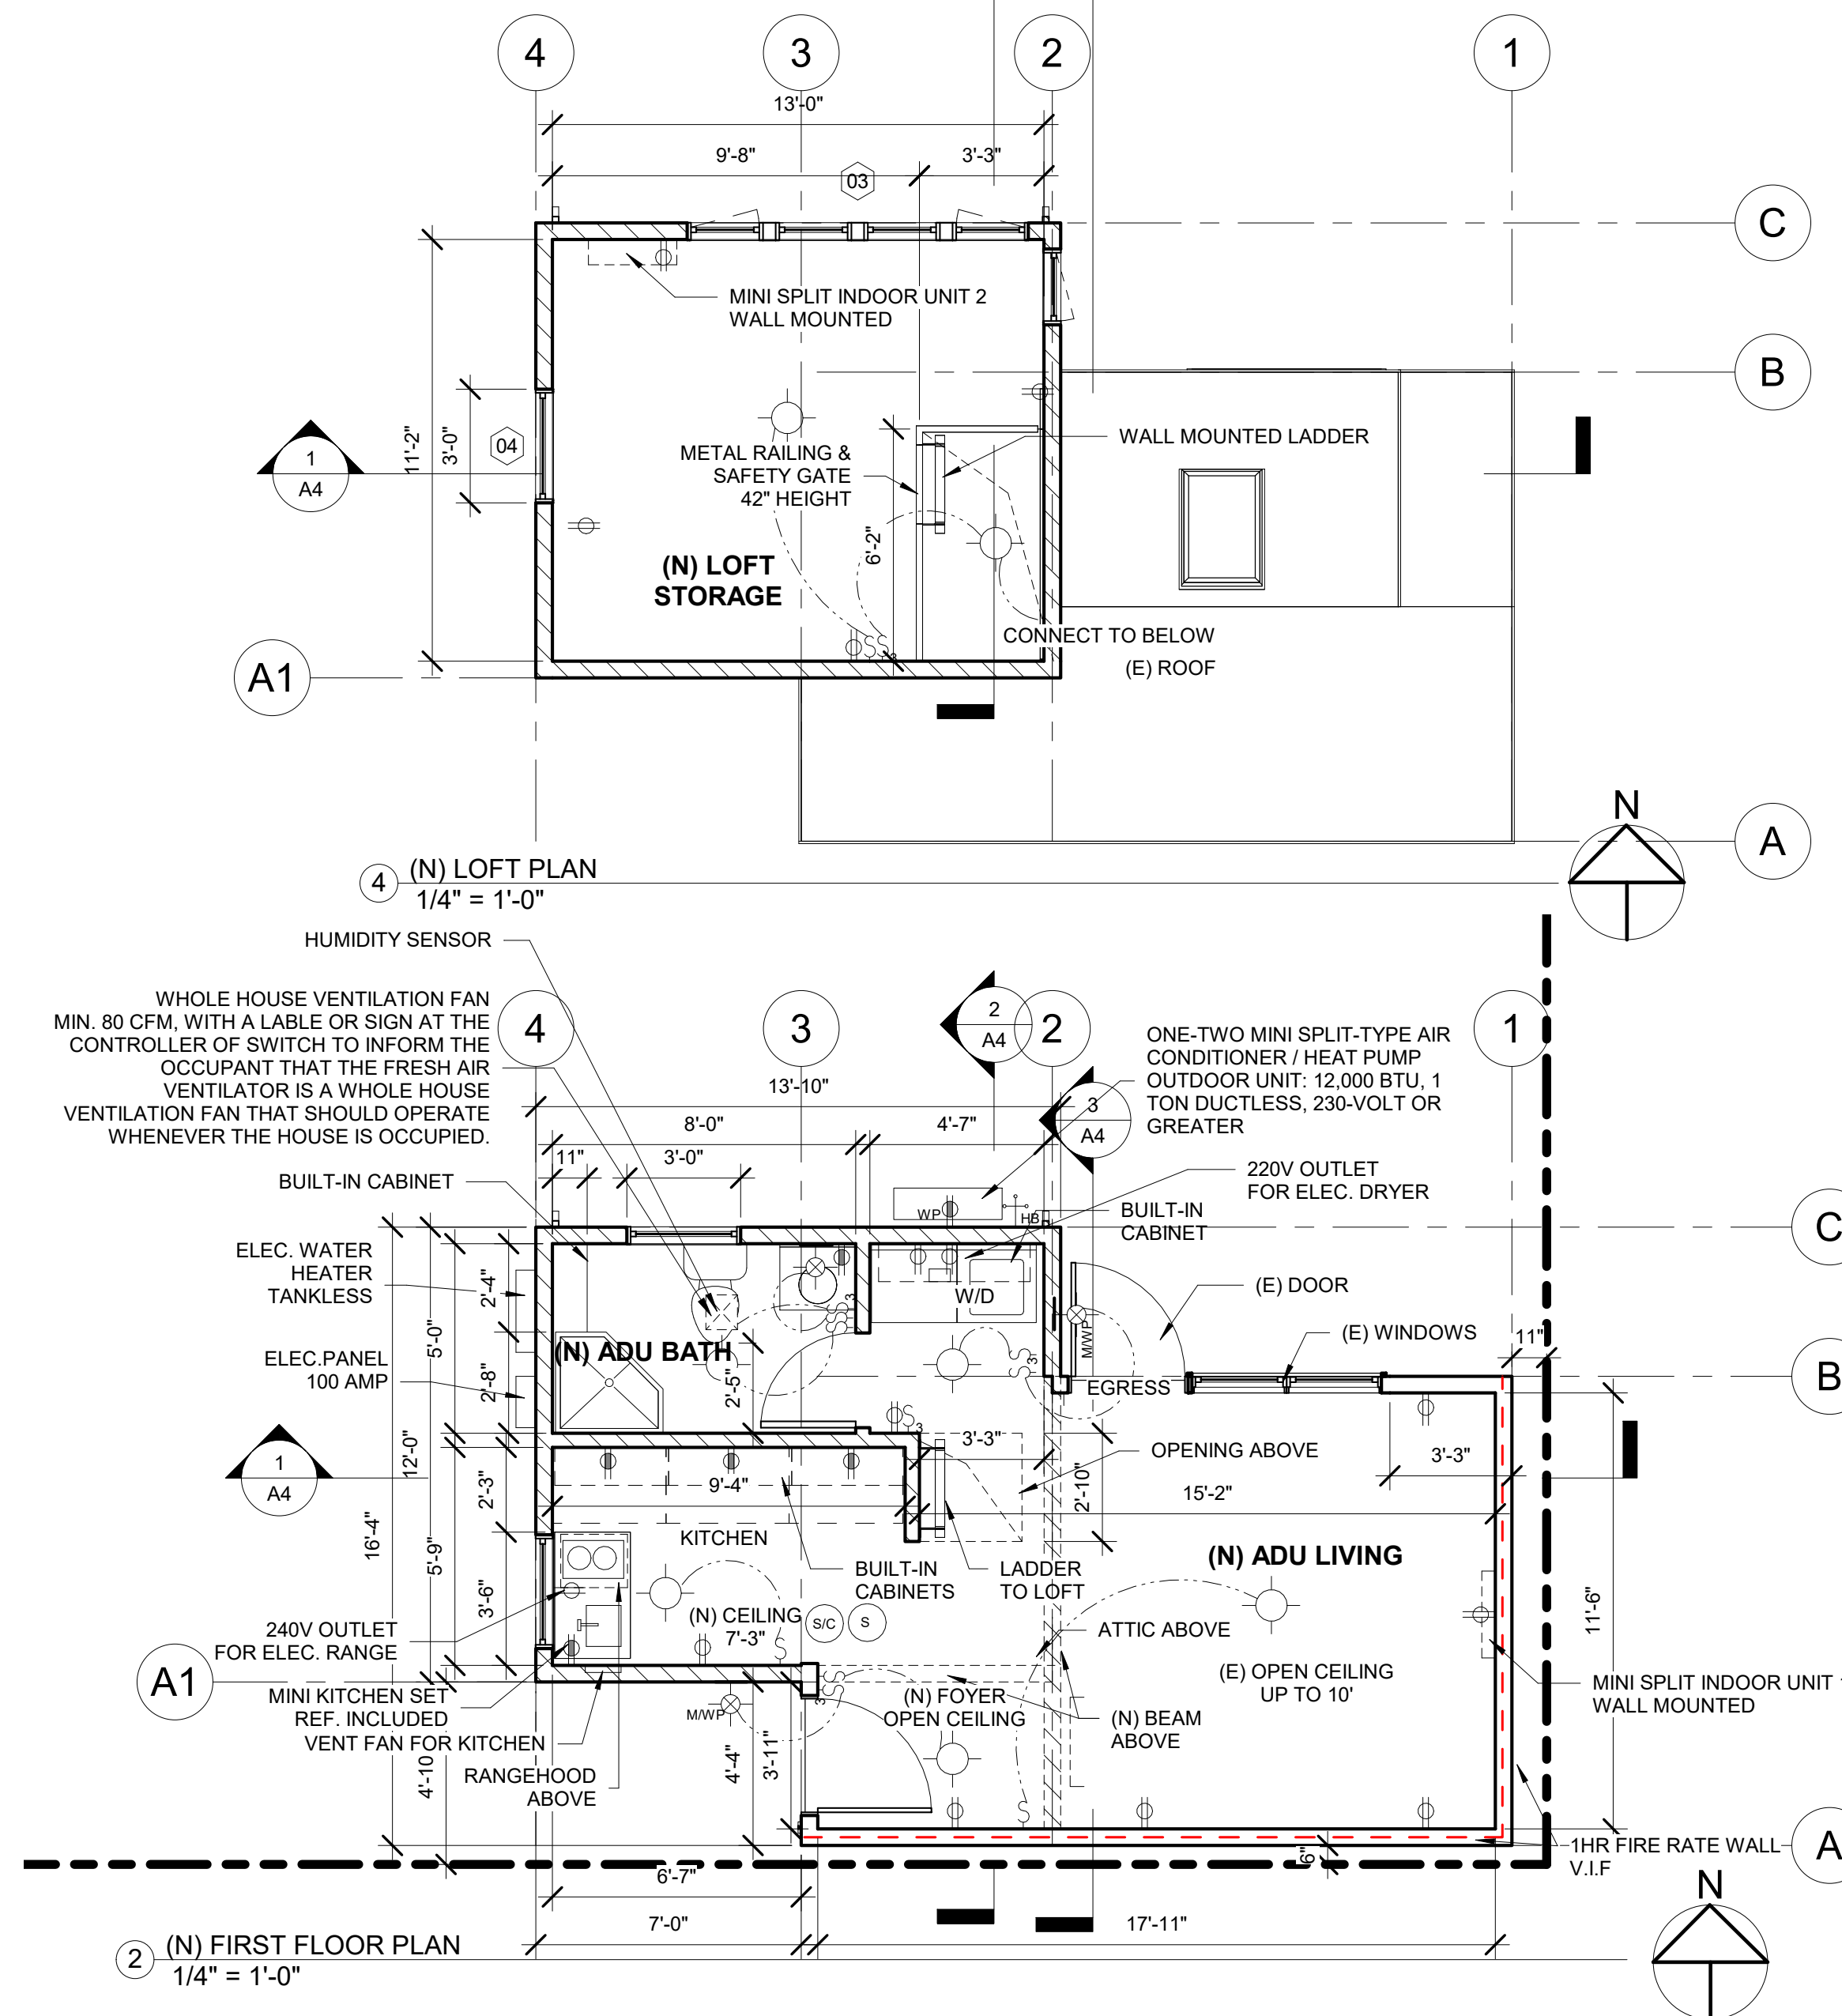 4
3
2
1
13'-0"
9'-8"
3'-3"
03
C
MINI SPLIT INDOOR UNIT 2
WALL MOUNTED
B
11'-2"
3'-0"
04
1
A4
METAL RAILING &
SAFETY GATE
42" HEIGHT
WALL MOUNTED LADDER
6'-2"
(N) LOFT
STORAGE
S
S
3
CONNECT TO BELOW
(E) ROOF
A1
N
A
4
(N) LOFT PLAN
1/4" = 1'-0"
HUMIDITY SENSOR
WHOLE HOUSE VENTILATION FAN
MIN. 80 CFM, WITH A LABLE OR SIGN AT THE
CONTROLLER OF SWITCH TO INFORM THE
OCCUPANT THAT THE FRESH AIR
VENTILATOR IS A WHOLE HOUSE
VENTILATION FAN THAT SHOULD OPERATE
WHENEVER THE HOUSE IS OCCUPIED.
4
3
2
A4
2
1
ONE-TWO MINI SPLIT-TYPE AIR
CONDITIONER / HEAT PUMP
OUTDOOR UNIT: 12,000 BTU, 1
TON DUCTLESS, 230-VOLT OR
GREATER
13'-10"
3
A4
8'-0"
4'-7"
11"
3'-0"
220V OUTLET
FOR ELEC. DRYER
BUILT-IN CABINET
WP
HB
BUILT-IN
CABINET
C
ELEC. WATER
HEATER
TANKLESS
2'-4"
W/D
(E) DOOR
3
M/WP
(E) WINDOWS
11"
5'-0"
(N) ADU BATH
ELEC.PANEL
100 AMP
2'-8"
2'-5"
3
EGRESS
B
S
3
3'-3"
OPENING ABOVE
3'-3"
1
A4
12'-0"
2'-3"
9'-4"
2'-10"
15'-2"
16'-4"
5'-9"
KITCHEN
(N) ADU LIVING
BUILT-IN
CABINETS
LADDER
TO LOFT
3'-6"
11'-6"
(N) CEILING
7'-3"
S/C
S
240V OUTLET
FOR ELEC. RANGE
S
ATTIC ABOVE
(E) OPEN CEILING
UP TO 10'
A1
MINI KITCHEN SET
REF. INCLUDED
M/WP
3
(N) FOYER
OPEN CEILING
(N) BEAM
ABOVE
MINI SPLIT INDOOR UNIT 1
WALL MOUNTED
VENT FAN FOR KITCHEN
4'-10
4'-4"
3'-11"
RANGEHOOD
ABOVE
S
1HR FIRE RATE WALL
V.I.F
A
6"
6'-7"
N
7'-0"
17'-11"
2
(N) FIRST FLOOR PLAN
1/4" = 1'-0"